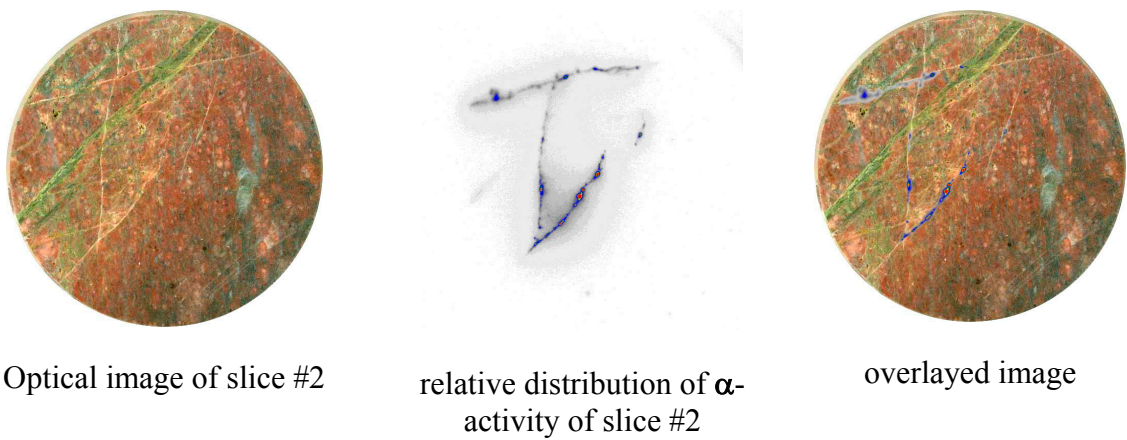 Optical image of slice #2
relative distribution of α-
activity of slice #2
overlayed image